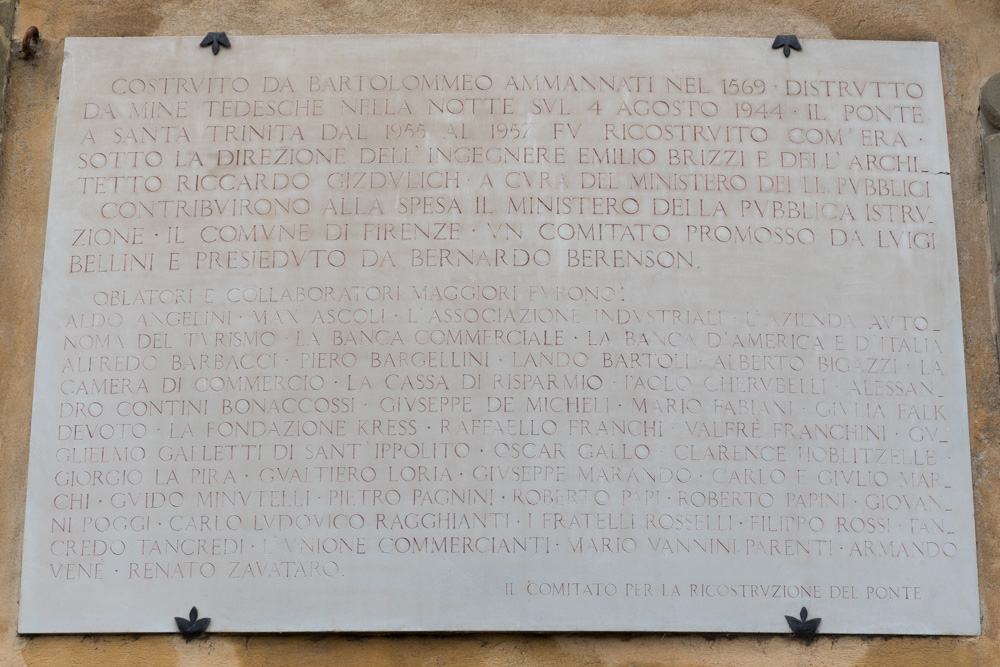 COSTRVITO DA BARTOLOMMEO AMMANNATI NEL 1569 · DISTRVTTO
DA MINE TEDESCHE NELLA NOTTE SVL 4 AGOSTO 1944 · IL PONTE
A SANTA TRINITA DAL 1955 AL 1957 FV RICOSTRVITO COM'ERA ·
SOTTO LA DIREZIONE DELL'INGEGNERE EMILIO BRIZZI E DELL'ARCHI_
TETTO RICCARDO GIZDVLICH · A CVRA DEL MINISTERO DEI LL. PVBBLICI
CONTRIBVIRONO ALLA SPESA IL MINISTERO DELLA PVBBLICA ISTRV_
ZIONE · IL COMVNE DI FIRENZE · VN COMITATO PROMOSSO DA LVIGI
BELLINI E PRESIEDVTO DA BERNARDO BERENSON.
OBLATORI E COLLABORATORI MAGGIORI FVRONO:
ALDO ANGELINI · MAX ASCOLI · L'ASSOCIAZIONE INDVSTRIALI · L'AZIENDA AVTO_
NOMA DEL TVRISMO · LA BANCA COMMERCIALE · LA BANCA D'AMERICA E D'ITALIA
ALFREDO BARBACCI · PIERO BARGELLINI · LANDO BARTOLI · ALBERTO BIGAZZI · LA
CAMERA DI COMMERCIO · LA CASSA DI RISPARMIO · PAOLO CHERVBELLI · ALESSAN_
DRO CONTINI BONACCOSSI · GIVSEPPE DE MICHELI · MARIO FABIANI · GIVLIA FALK
DEVOTO · LA FONDAZIONE KRESS · RAFFAELLO FRANCHI · VALFRÈ FRANCHINI · GV_
GLIELMO GALLETTI DI SANT'IPPOLITO · OSCAR GALLO · CLARENCE HOBLITZELLE ·
GIORGIO LA PIRA · GVALTIERO LORIA · GIVSEPPE MARANDO · CARLO E GIVLIO MAR_
CHI · GVIDO MINVTELLI · PIETRO PAGNINI · ROBERTO PAPI · ROBERTO PAPINI · GIOVAN_
NI POGGI · CARLO LVDOVICO RAGGHIANTI · I FRATELLI ROSSELLI · FILIPPO ROSSI · TAN_
CREDO TANCREDI · L'VNIONE COMMERCIANTI · MARIO VANNINI PARENTI · ARMANDO
VENÈ · RENATO ZAVATARO.
IL COMITATO PER LA RICOSTRVZIONE DEL PONTE